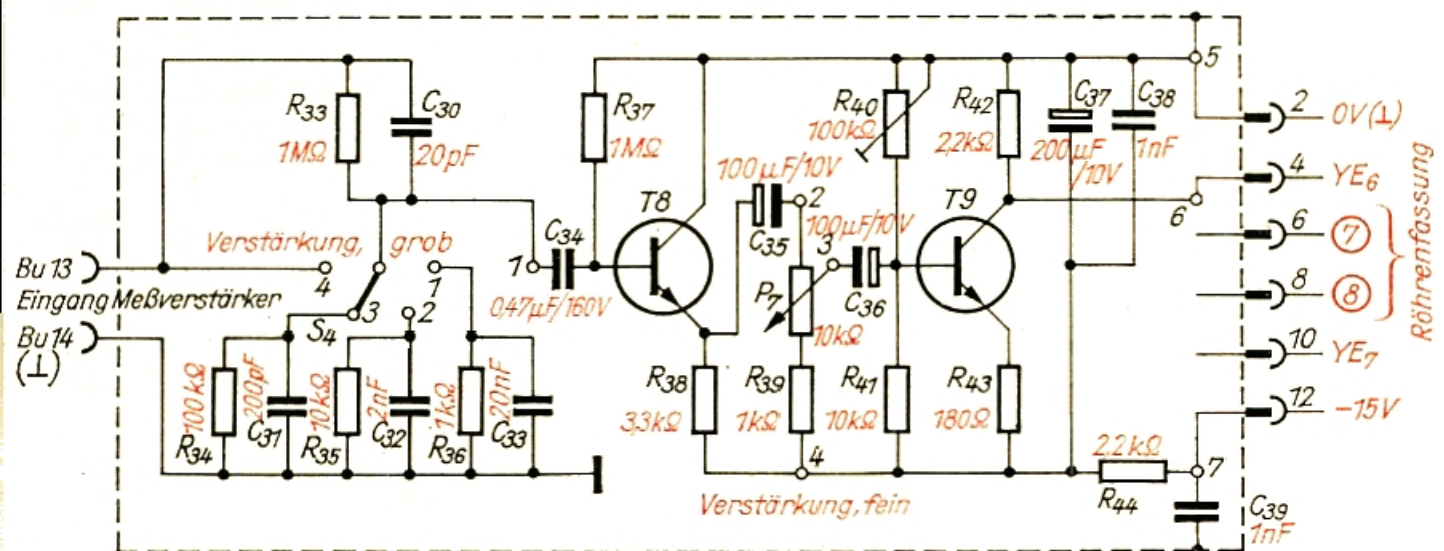 R33
1MΩ
C30
20pF
R37
1MΩ
R40
100kΩ
R42
2,2kΩ
C37
200µF
/10V
C38
1nF
5
2
0V(⊥)
4
YE6
6
6
⑦
8
⑧
10
YE7
12
-15V
Röhrenfassung
T8
100µF/10V
2
C35
100µF/10V
3
C36
P7
10kΩ
T9
Verstärkung, grob
Bu 13
4
1
3
2
S4
Eingang Meßverstärker
Bu 14
(⊥)
1
C34
0,47µF/160V
100kΩ
R34
200pF
C31
10kΩ
R35
2nF
C32
1kΩ
R36
20nF
C33
R38
3,3kΩ
R39
1kΩ
R41
10kΩ
R43
180Ω
4
Verstärkung, fein
2,2kΩ
R44
7
C39
1nF